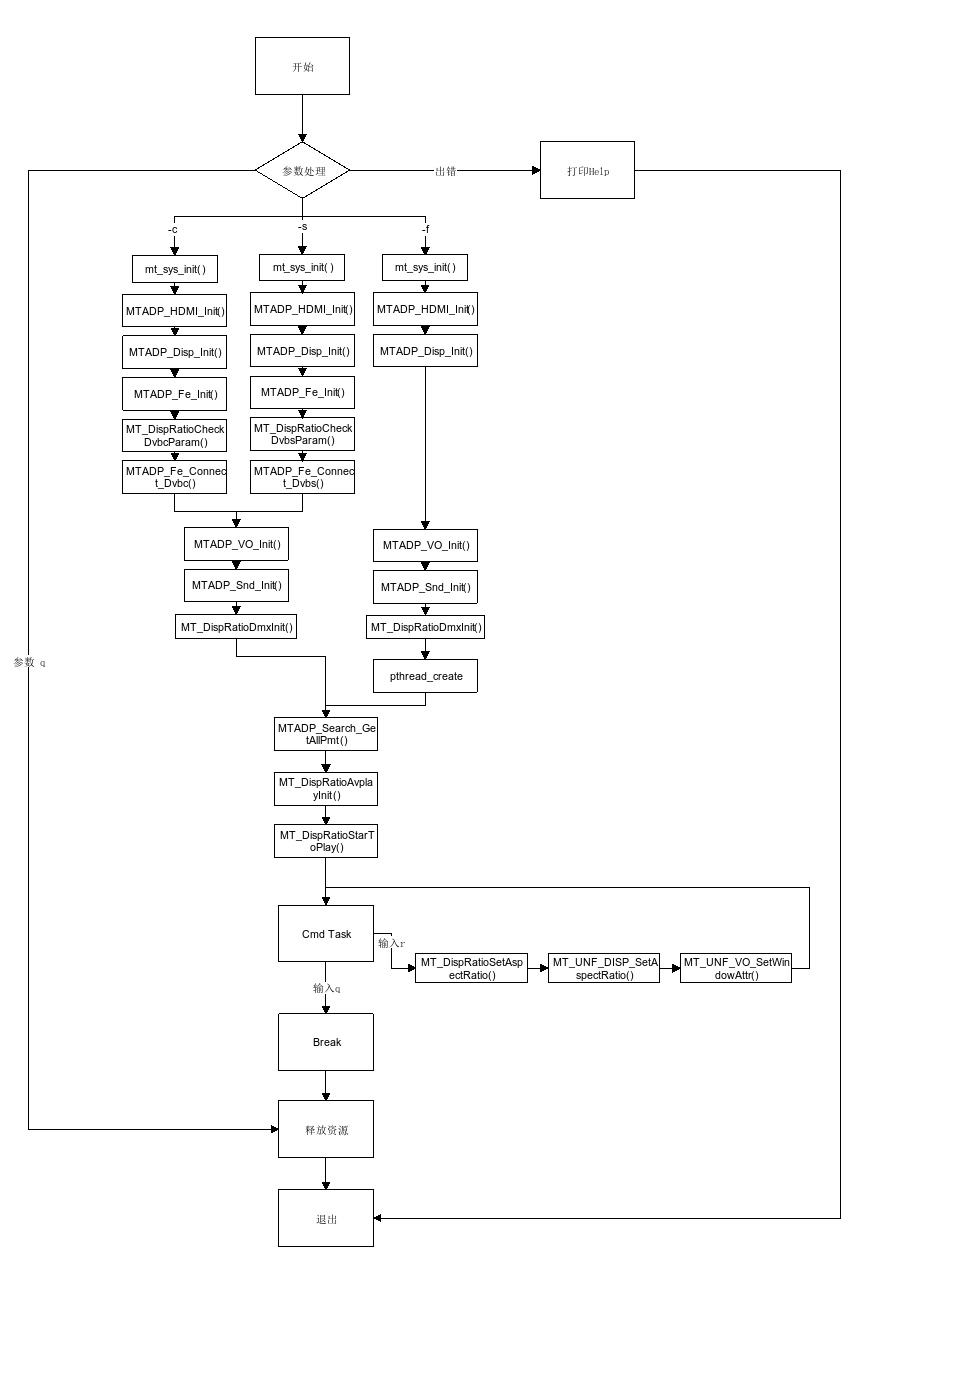 开始
参数处理
出错
打印Help
-c
-s
-f
mt_sys_init()
mt_sys_init()
mt_sys_init()
MTADP_HDMI_Init()
MTADP_HDMI_Init()
MTADP_HDMI_Init()
MTADP_Disp_Init()
MTADP_Disp_Init()
MTADP_Disp_Init()
MTADP_Fe_Init()
MTADP_Fe_Init()
MT_DispRatioCheck
DvbcParam()
MT_DispRatioCheck
DvbsParam()
MTADP_Fe_Connec
t_Dvbc()
MTADP_Fe_Connec
t_Dvbs()
MTADP_VO_Init()
MTADP_VO_Init()
MTADP_Snd_Init()
MTADP_Snd_Init()
MT_DispRatioDmxInit()
MT_DispRatioDmxInit()
参数 q
pthread_create
MTADP_Search_Ge
tAllPmt()
MT_DispRatioAvpla
yInit()
MT_DispRatioStarT
oPlay()
Cmd Task
输入r
MT_DispRatioSetAsp
ectRatio()
MT_UNF_DISP_SetA
spectRatio()
MT_UNF_VO_SetWin
dowAttr()
输入q
Break
释放资源
退出